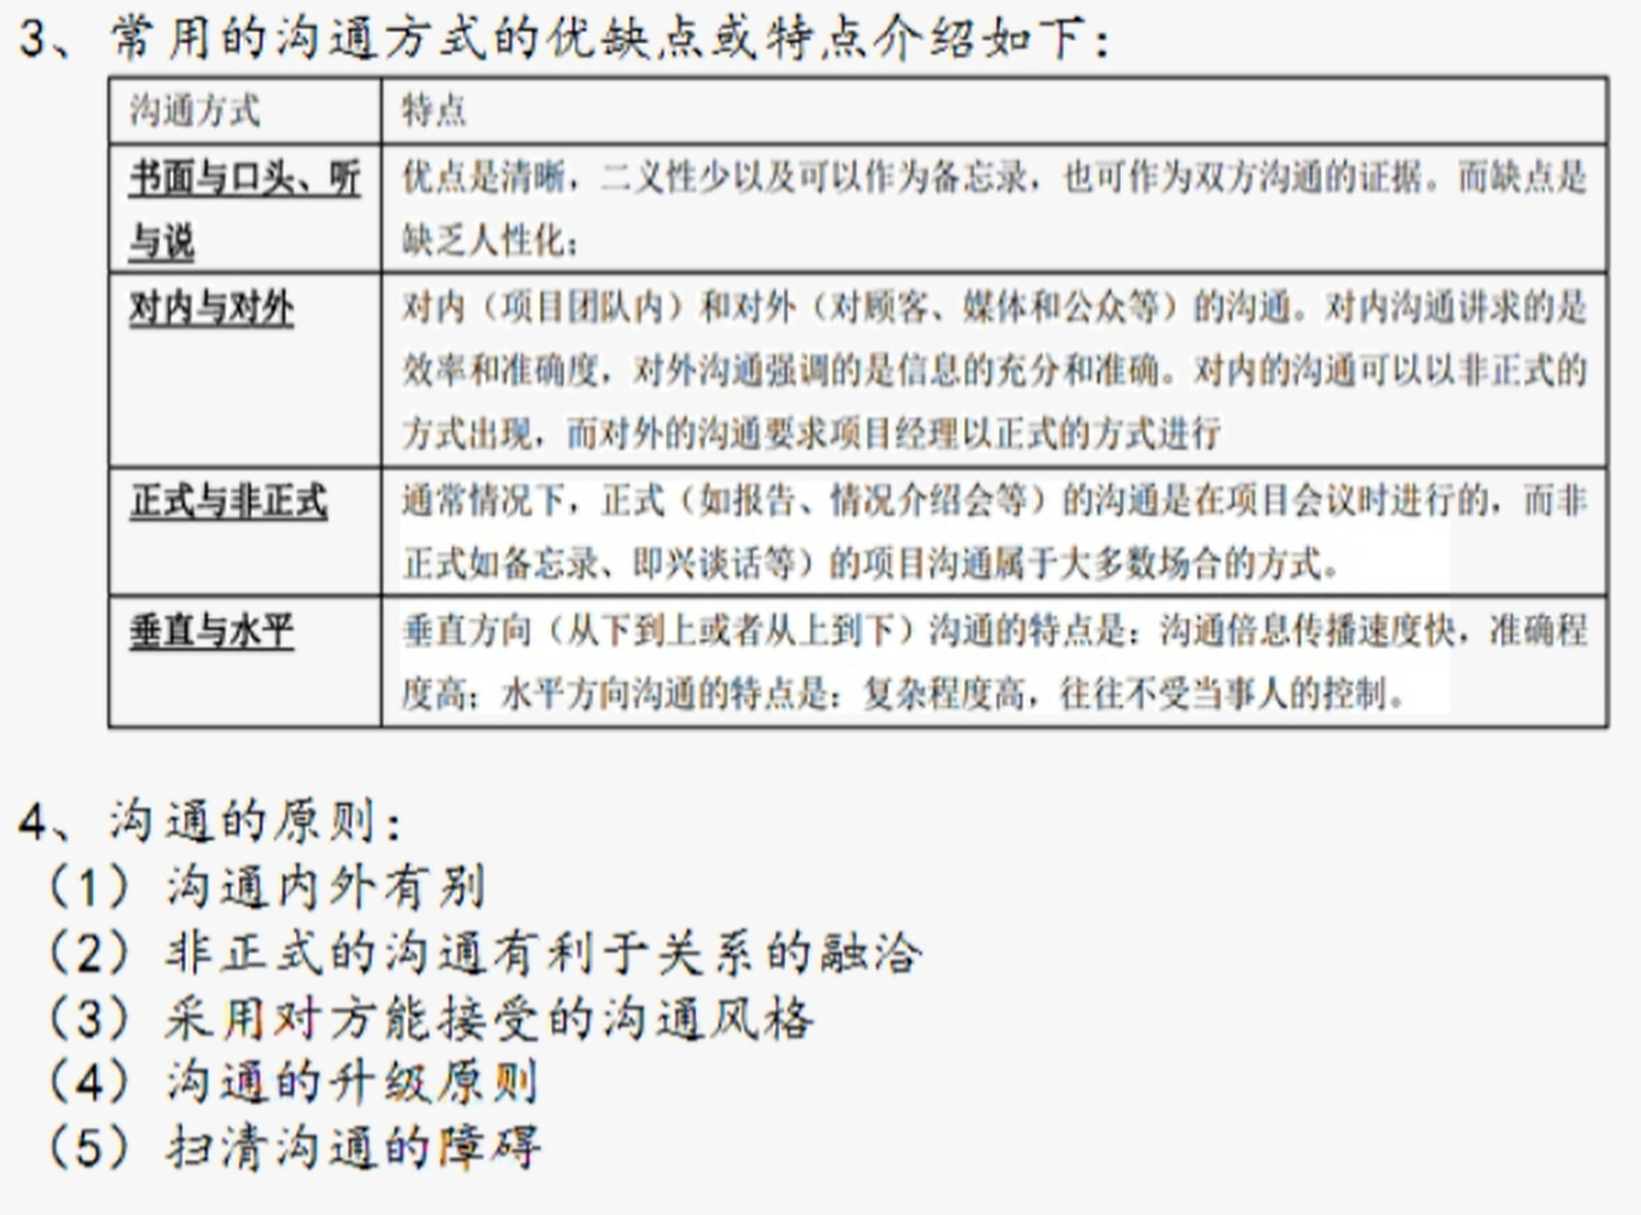 3、常用的沟通方式的优缺点或特点介绍如下：
沟通方式 特点
书面与口头、听 优点是清晰，二义性少以及可以作为备忘录，也可作为双方沟通的证据。而缺点是
与说 缺乏人性化；
对内与对外 对内（项目团队内）和对外（对顾客、媒体和公众等）的沟通。对内沟通讲求的是
效率和准确度，对外沟通强调的是信息的充分和准确。对内的沟通可以以非正式的
方式出现，而对外的沟通要求项目经理以正式的方式进行
正式与非正式 通常情况下，正式（如报告、情况介绍会等）的沟通是在项目会议时进行的，而非
正式如备忘录、即兴谈话等）的项目沟通属于大多数场合的方式。
垂直与水平 垂直方向（从下到上或者从上到下）沟通的特点是：沟通信息传播速度快，准确程
度高；水平方向沟通的特点是：复杂程度高，往往不受当事人的控制。
4、沟通的原则：
（1）沟通内外有别
（2）非正式的沟通有利于关系的融洽
（3）采用对方能接受的沟通风格
（4）沟通的升级原则
（5）扫清沟通的障碍